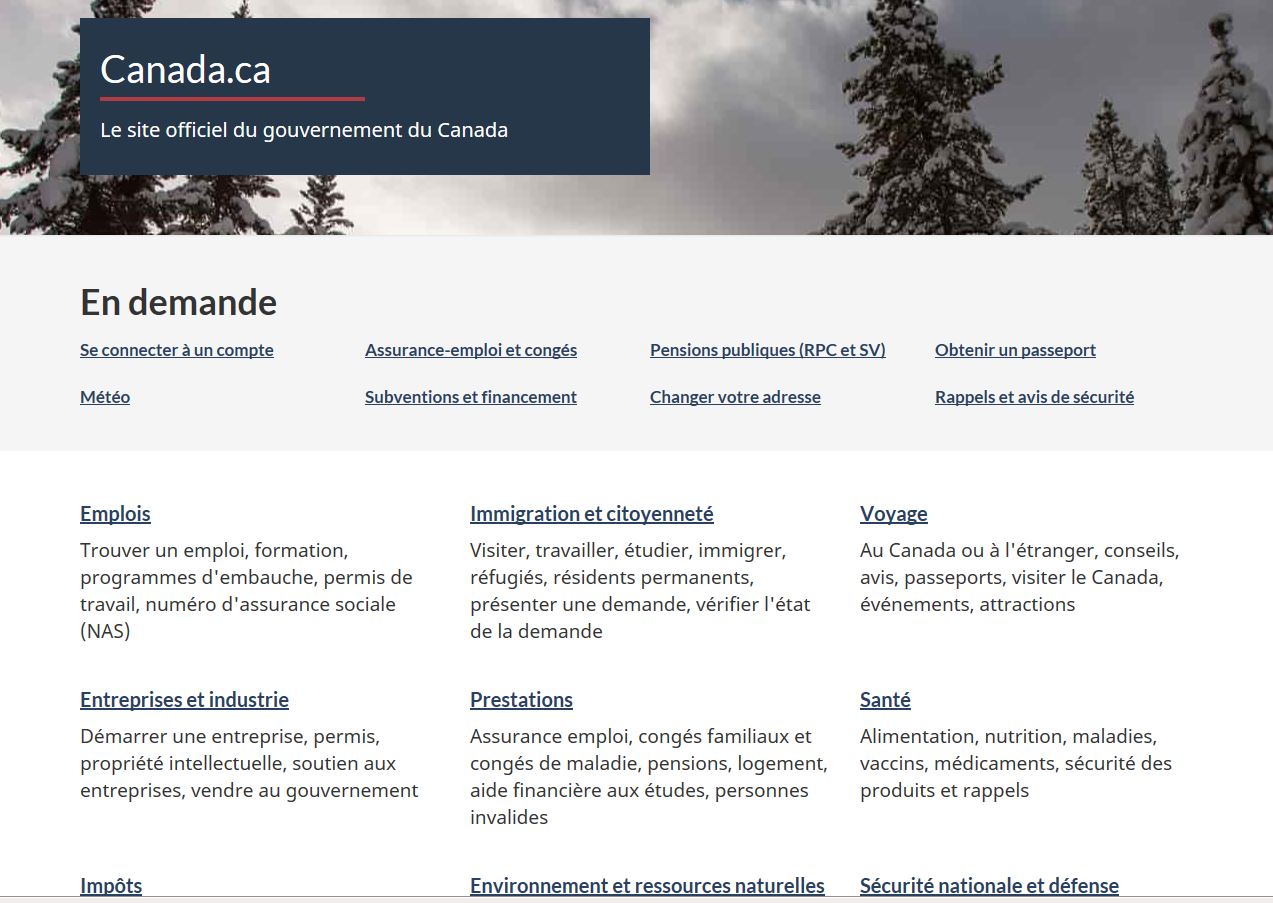 Canada.ca
Le site officiel du gouvernement du Canada
En demande
Se connecter à un compte
Assurance-emploi et congés
Pensions publiques (RPC et SV)
Obtenir un passeport
Météo
Subventions et financement
Changer votre adresse
Rappels et avis de sécurité
Emplois
Trouver un emploi, formation,
programmes d'embauche, permis de
travail, numéro d'assurance sociale
(NAS)
Immigration et citoyenneté
Visiter, travailler, étudier, immigrer,
réfugiés, résidents permanents,
présenter une demande, vérifier l'état
de la demande
Voyage
Au Canada ou à l'étranger, conseils,
avis, passeports, visiter le Canada,
événements, attractions
Entreprises et industrie
Démarrer une entreprise, permis,
propriété intellectuelle, soutien aux
entreprises, vendre au gouvernement
Prestations
Assurance emploi, congés familiaux et
congés de maladie, pensions, logement,
aide financière aux études, personnes
invalides
Santé
Alimentation, nutrition, maladies,
vaccins, médicaments, sécurité des
produits et rappels
Impôts
Environnement et ressources naturelles
Sécurité nationale et défense